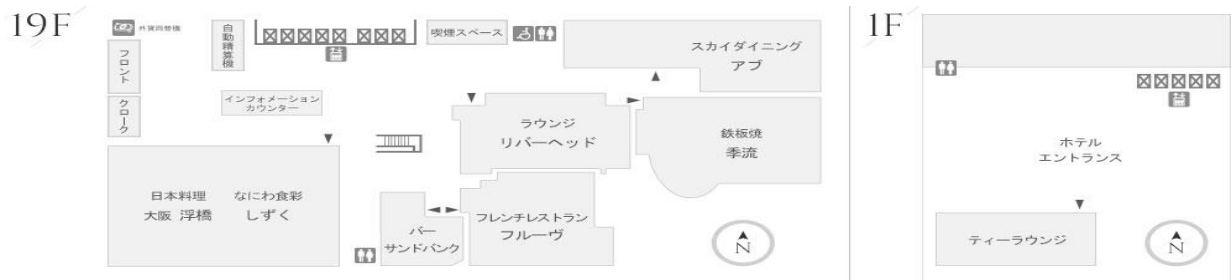 19F
外貨両替機
フロント
クローク
自動精算機
喫煙スペース
スカイダイニング
アブ
インフォメーション
カウンター
ラウンジ
リバーヘッド
鉄板焼
季流
日本料理
大阪 浮橋
なにわ食彩
しずく
バー
サンドバンク
フレンチレストラン
フルーヴ
N
1F
ホテル
エントランス
ティーラウンジ
N